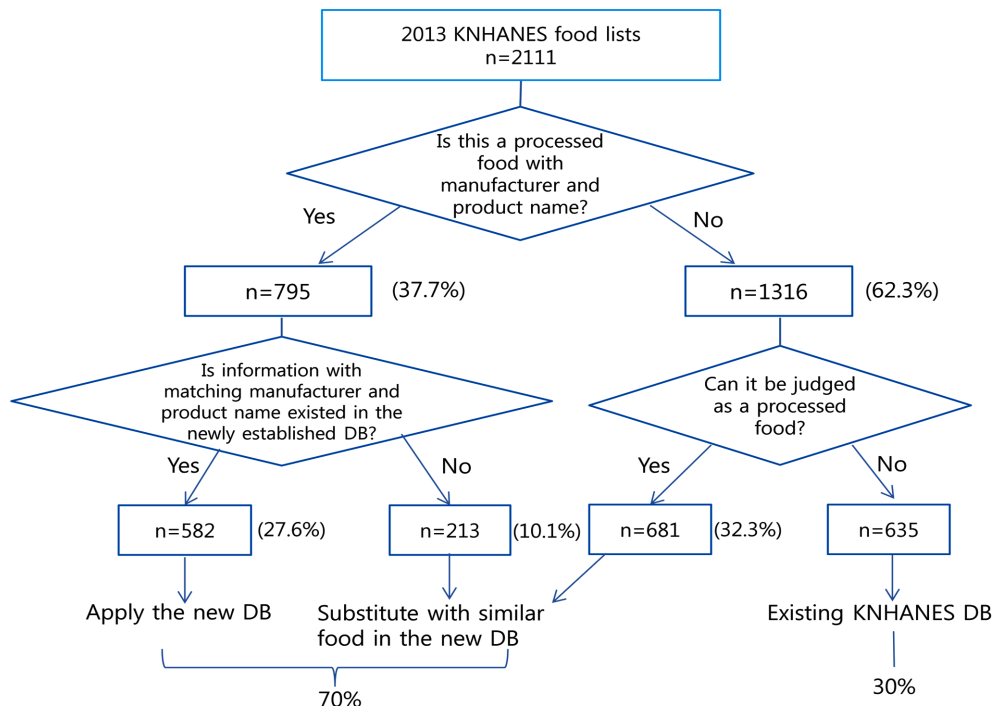 2013 KNHANES food lists
n=2111
Is this a processed
food with
manufacturer and
product name?
Yes
No
n=795
(37.7%)
n=1316
(62.3%)
Is information with
matching manufacturer and
product name existed in the
newly established DB?
Can it be judged
as a processed
food?
Yes
No
Yes
No
n=582
(27.6%)
n=213
(10.1%)
n=681
(32.3%)
n=635
Apply the new DB
Substitute with similar
food in the new DB
Existing KNHANES DB
70%
30%